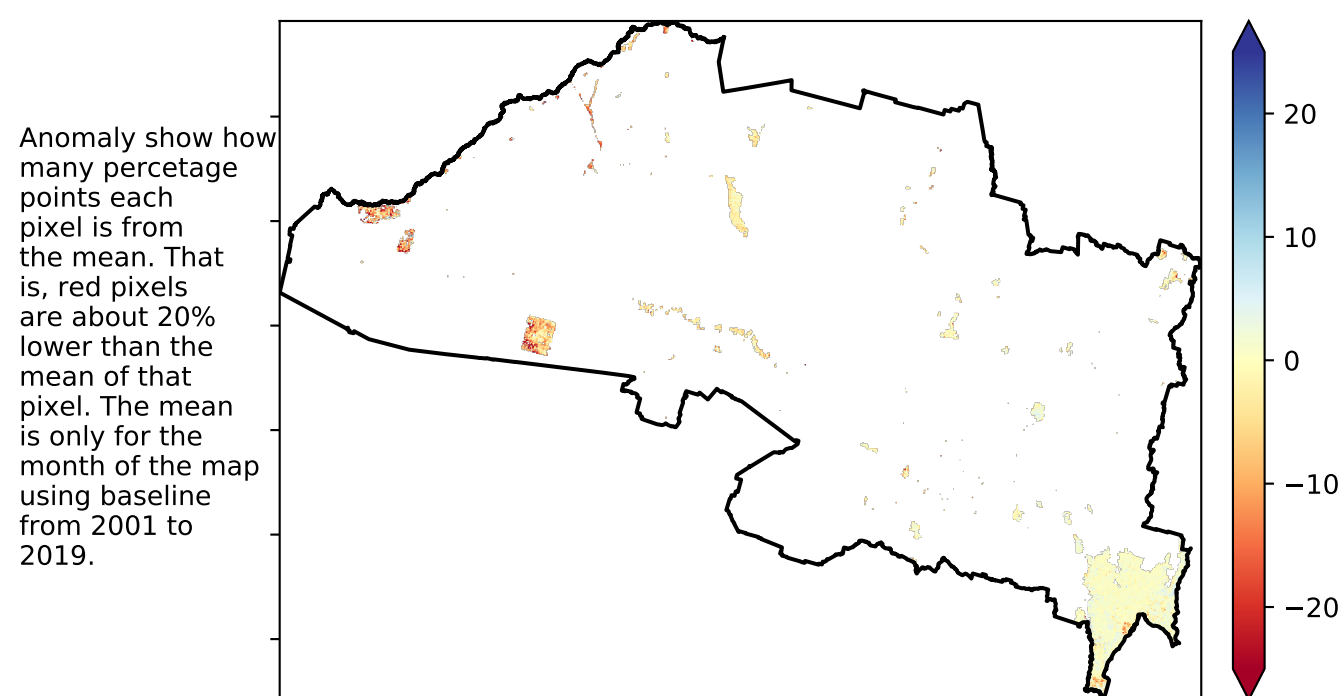 Anomaly show how
many percetage
points each
pixel is from
the mean. That
is, red pixels
are about 20%
lower than the
mean of that
pixel. The mean
is only for the
month of the map
using baseline
from 2001 to
2019.
20
10
0
−10
−20